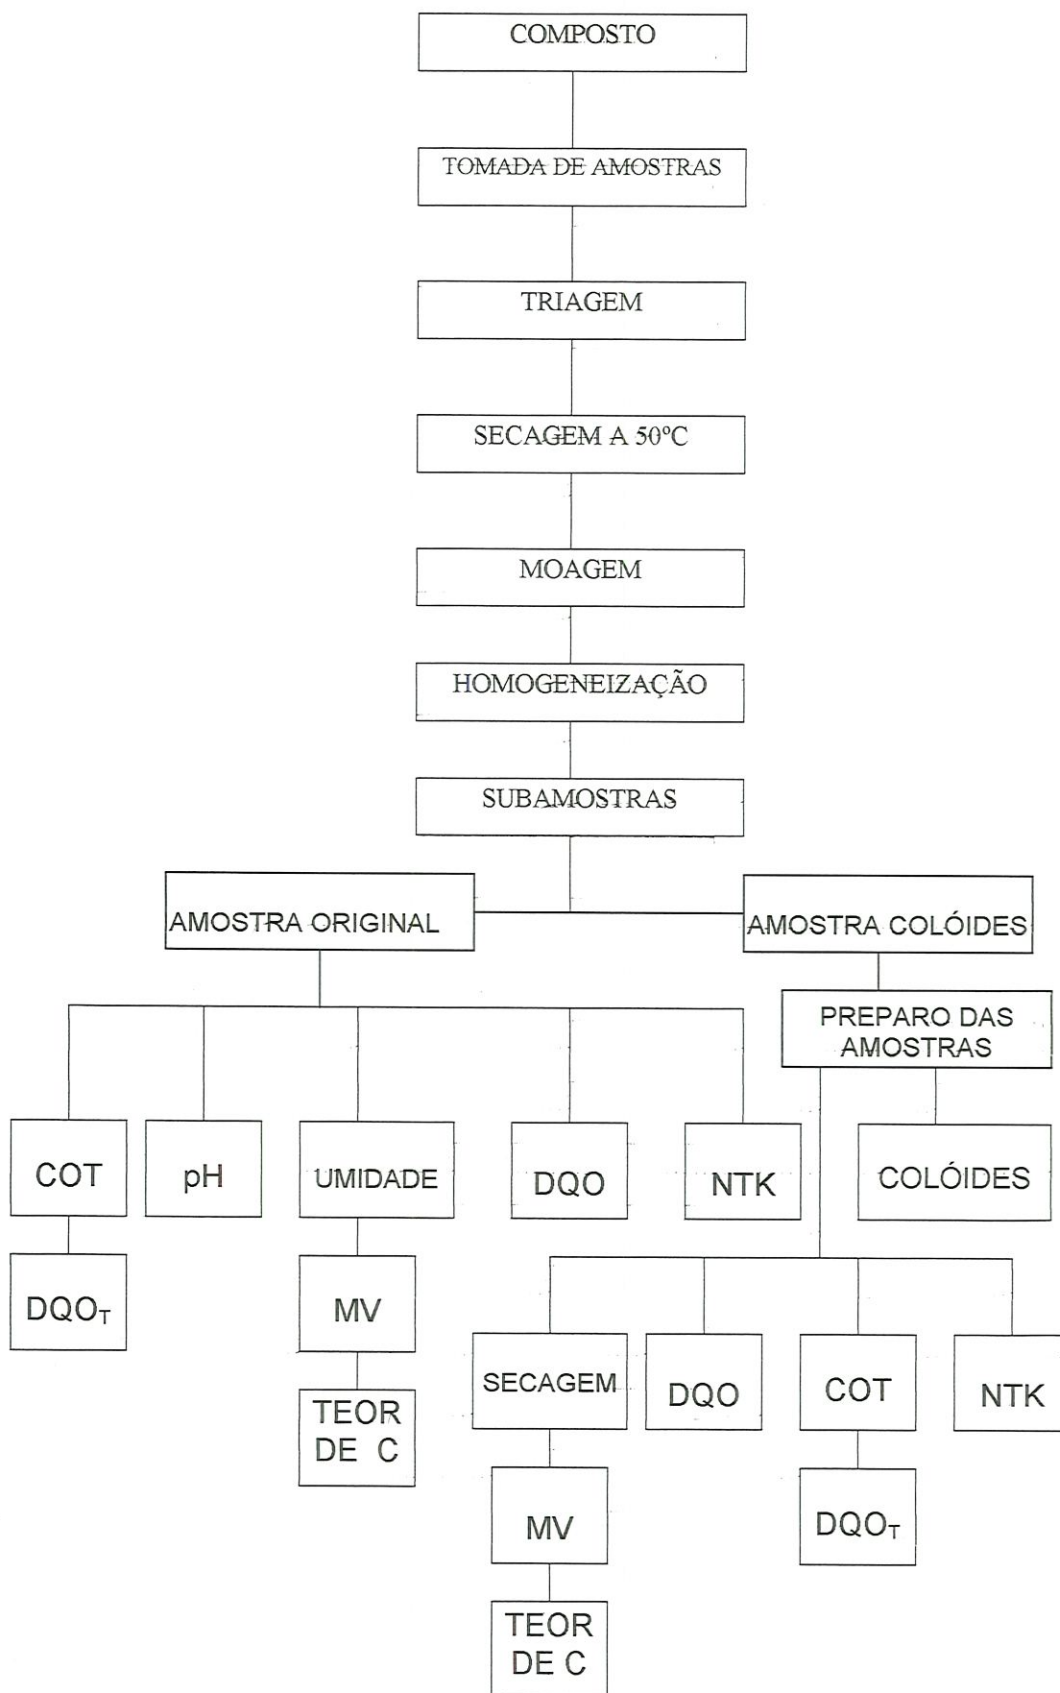 COMPOSTO
TOMADA DE AMOSTRAS
TRIAGEM
SECAGEM A 50ºC
MOAGEM
HOMOGENEIZAÇÃO
SUBAMOSTRAS
AMOSTRA ORIGINAL
AMOSTRA COLÓIDES
PREPARO DAS
AMOSTRAS
COT
pH
UMIDADE
DQO
NTK
COLÓIDES
DQOT
MV
TEOR
DE C
SECAGEM
DQO
COT
NTK
MV
DQOT
TEOR
DE C